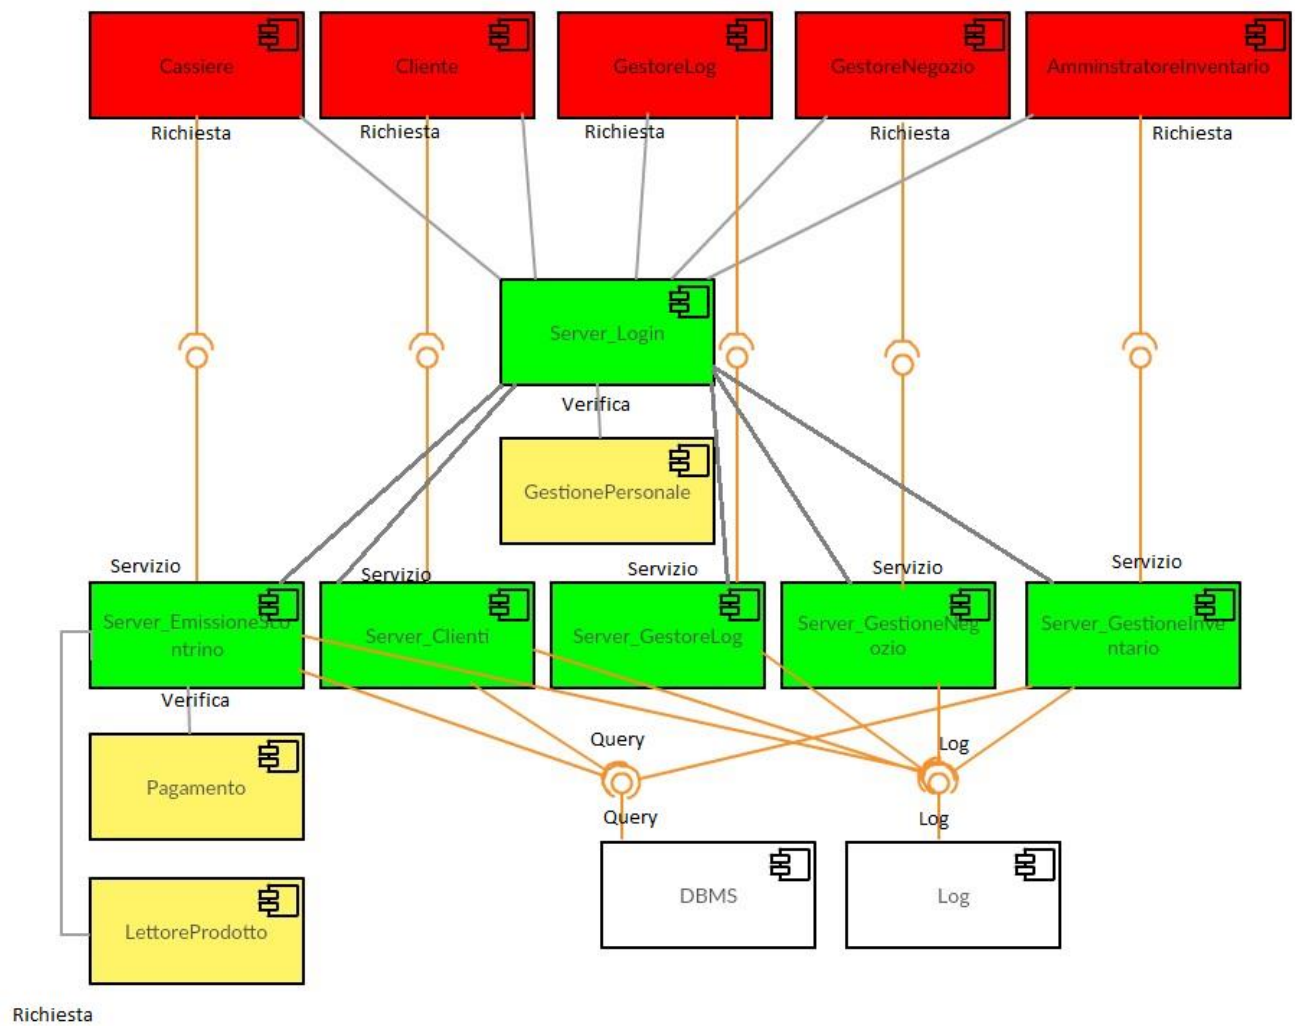 Cassiere
Cliente
GestoreLog
GestoreNegozio
AmminstratoreInventario
Richiesta
Richiesta
Richiesta
Richiesta
Richiesta
Server_Login
Verifica
GestionePersonale
Servizio
Servizio
Servizio
Servizio
Servizio
Server_EmissioneSco
ntrino
Server_Clienti
Server_GestoreLog
Server_GestioneNeg
ozio
Server_GestioneInve
ntario
Verifica
Query
Log
Pagamento
Query
Log
DBMS
Log
LettoreProdotto
Richiesta